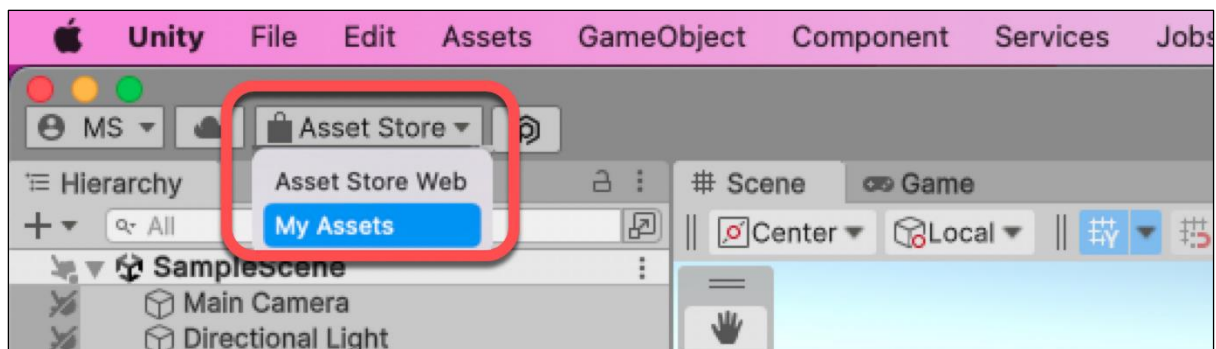 Unity File Edit Assets GameObject Component Services Jobs
MS Asset Store
Asset Store Web
My Assets
Hierarchy
All
SampleScene
Main Camera
Directional Light
Scene Game
Center Local